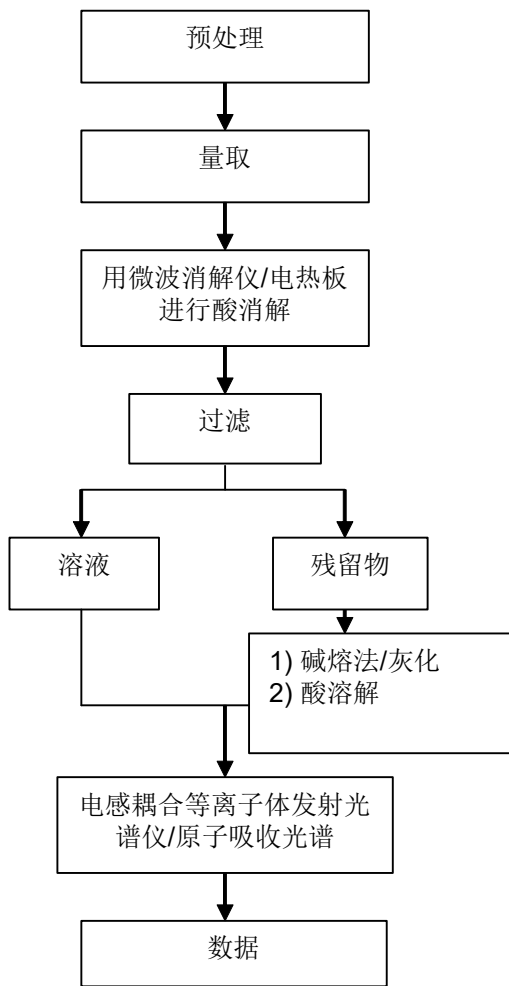 预处理
量取
用微波消解仪/电热板
进行酸消解
过滤
溶液
残留物
1) 碱熔法/灰化
2) 酸溶解
电感耦合等离子体发射光
谱仪/原子吸收光谱
数据